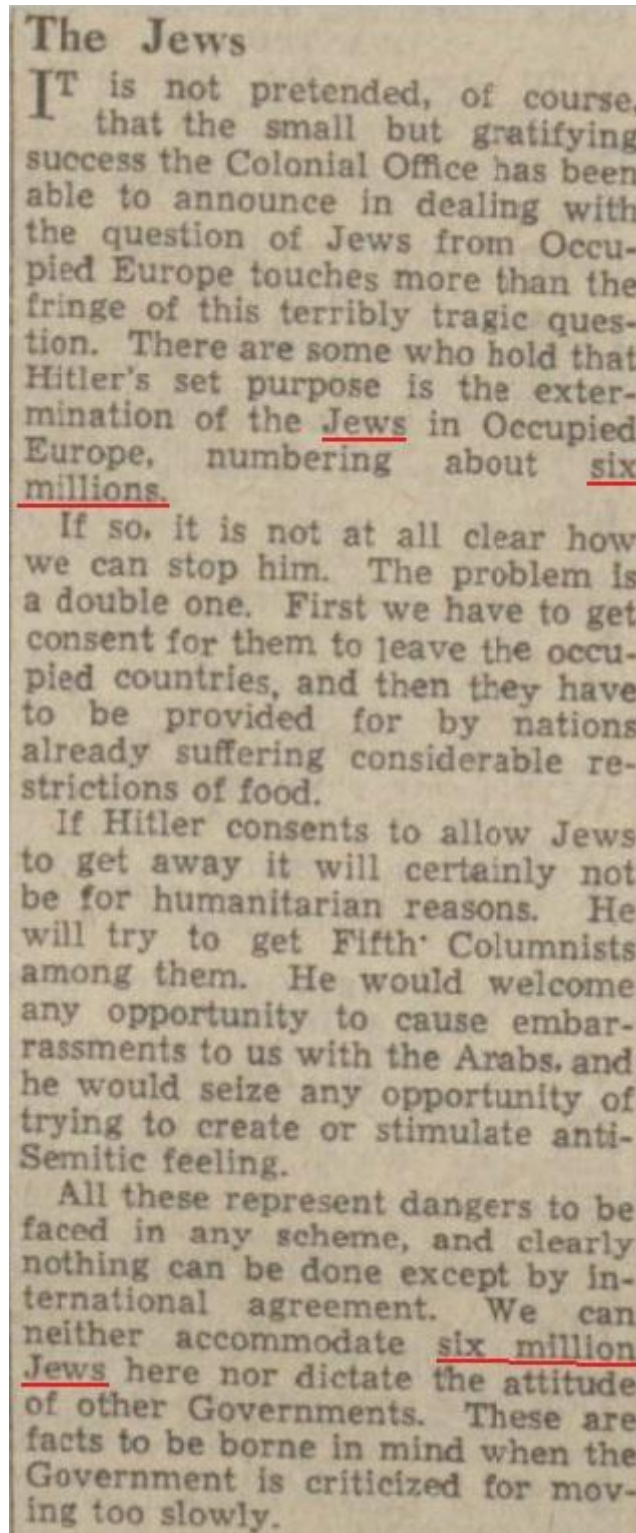 The Jews
IT is not pretended, of course,
that the small but gratifying
success the Colonial Office has been
able to announce in dealing with
the question of Jews from Occu-
pied Europe touches more than the
fringe of this terribly tragic ques-
tion. There are some who hold that
Hitler's set purpose is the exter-
mination of the Jews in Occupied
Europe, numbering about six
millions.
If so, it is not at all clear how
we can stop him. The problem is
a double one. First we have to get
consent for them to leave the occu-
pied countries, and then they have
to be provided for by nations
already suffering considerable re-
strictions of food.
If Hitler consents to allow Jews
to get away it will certainly not
be for humanitarian reasons. He
will try to get Fifth Columnists
among them. He would welcome
any opportunity to cause embar-
rassments to us with the Arabs, and
he would seize any opportunity of
trying to create or stimulate anti-
Semitic feeling.
All these represent dangers to be
faced in any scheme, and clearly
nothing can be done except by in-
ternational agreement. We can
neither accommodate six million
Jews here nor dictate the attitude
of other Governments. These are
facts to be borne in mind when the
Government is criticized for mov-
ing too slowly.